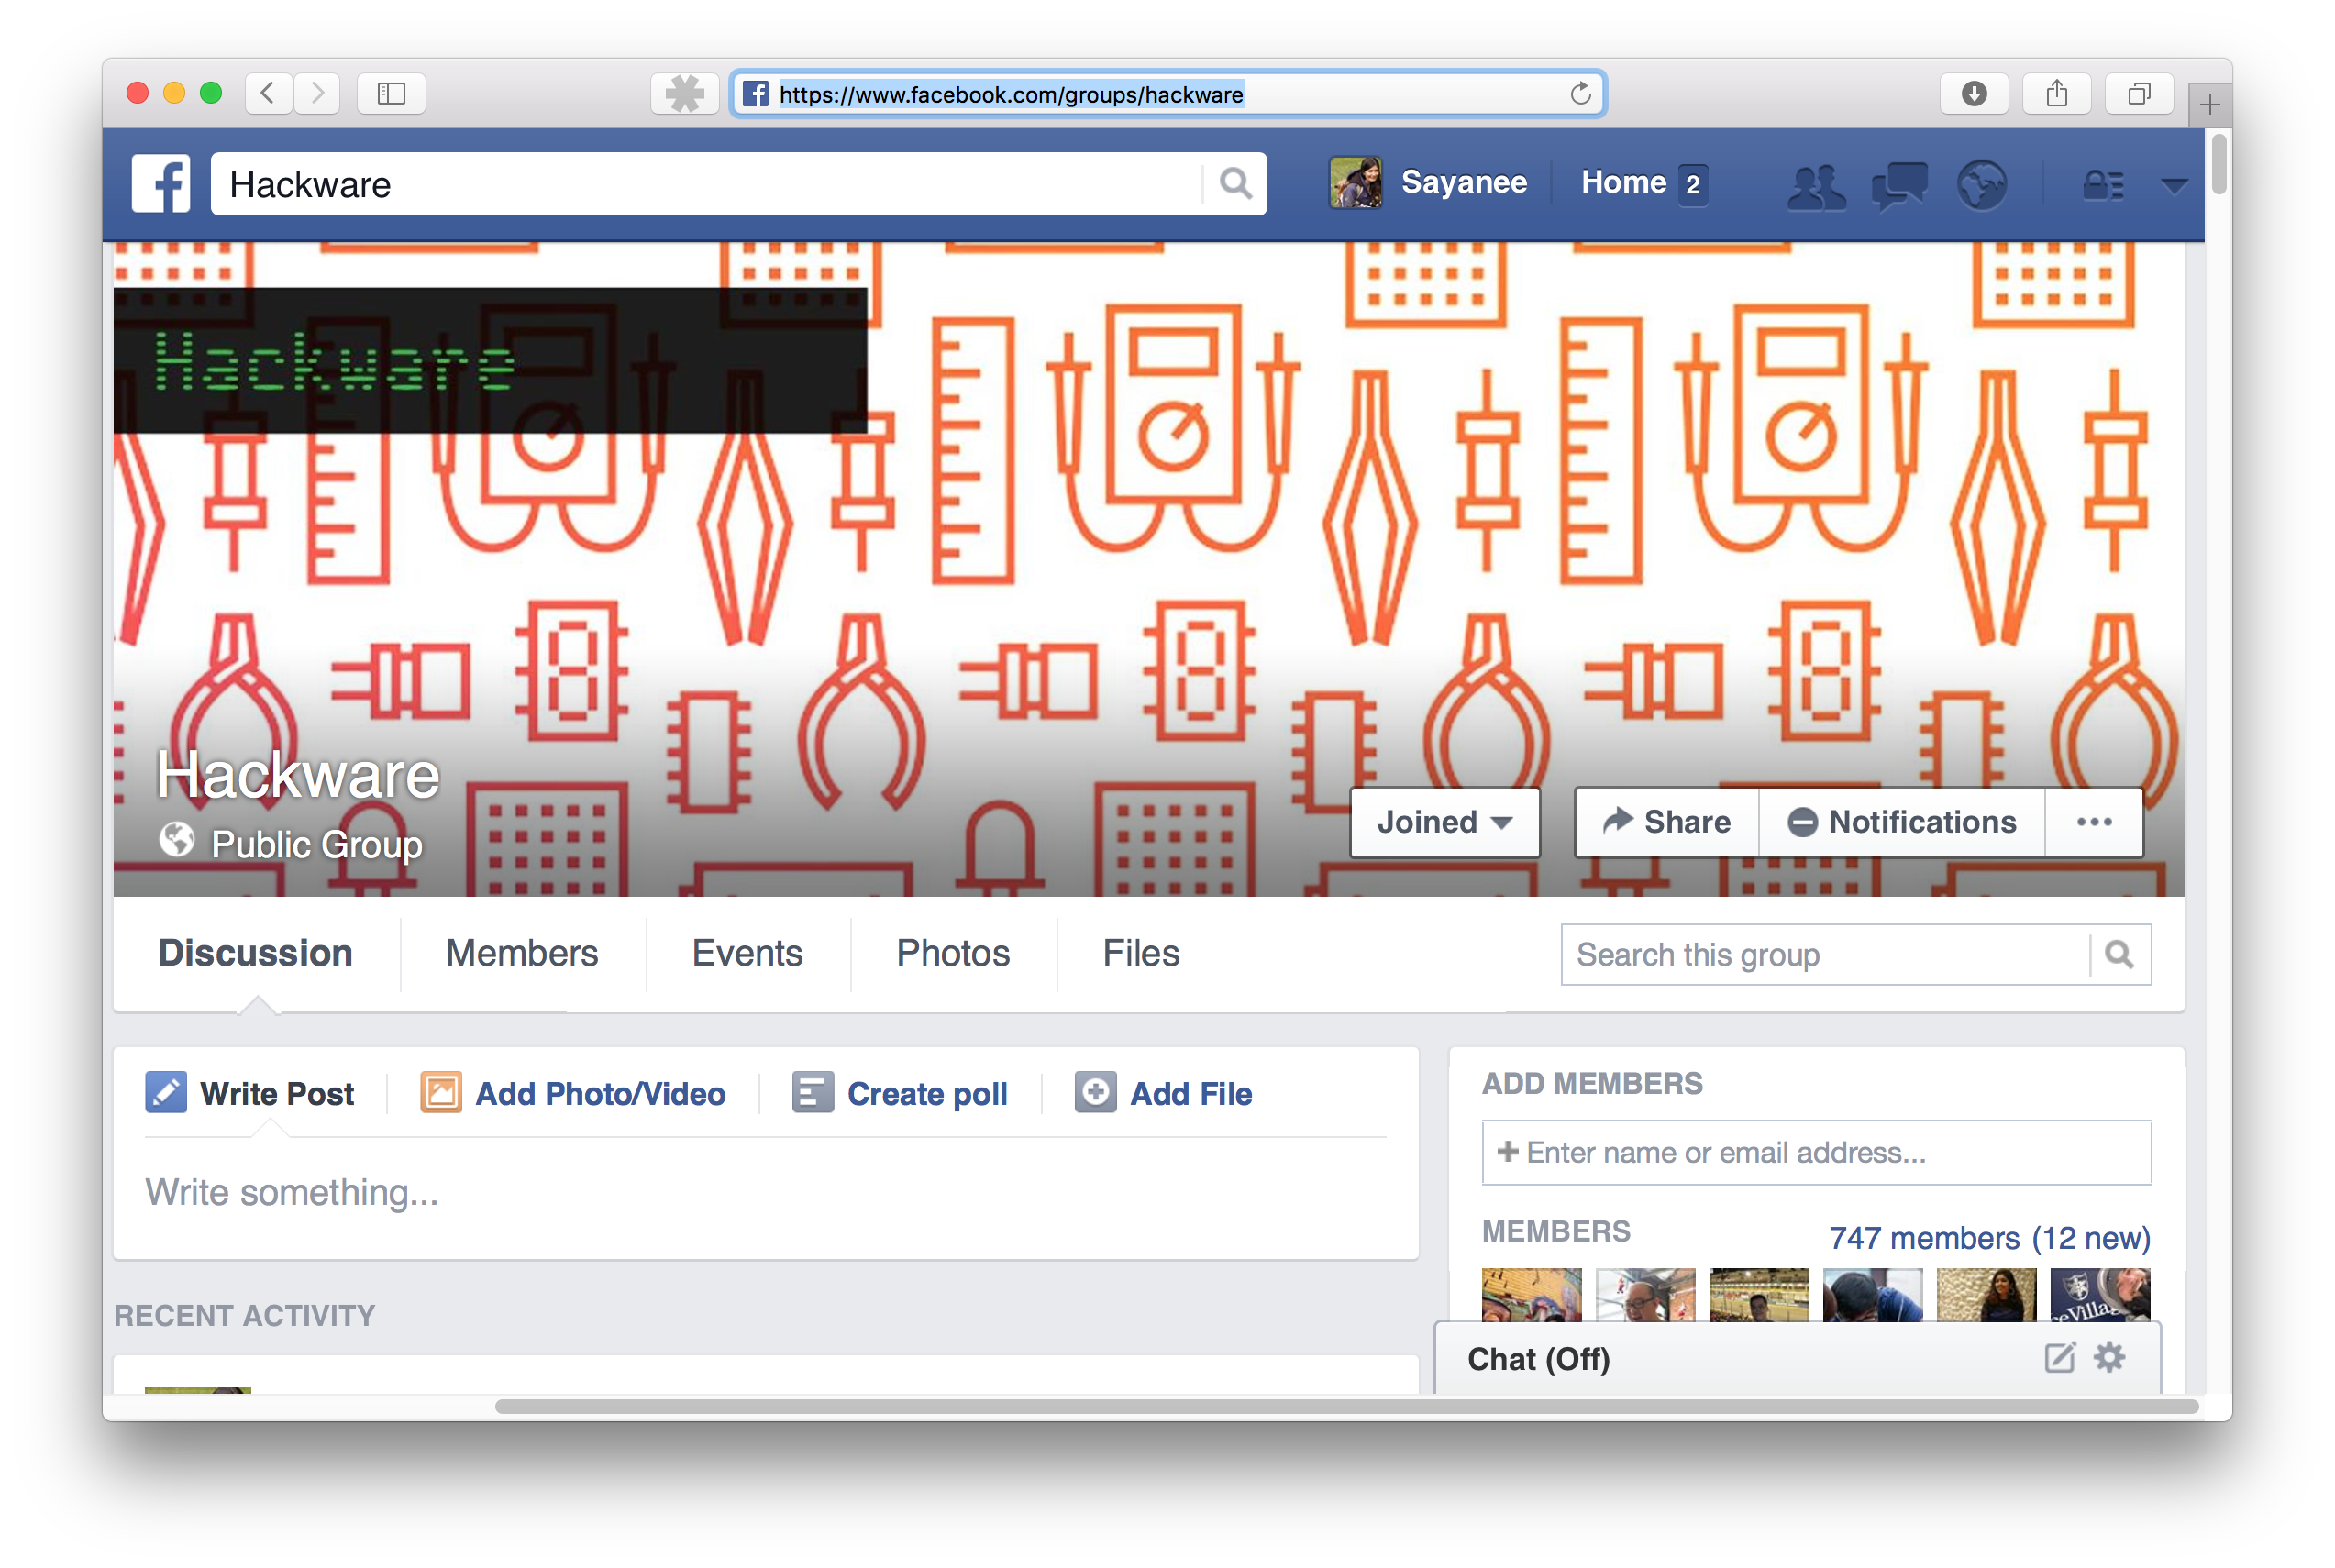 https://www.facebook.com/groups/hackware
Hackware
Sayanee
Home 2
Hackware
Hackware
Public Group
Joined
Share
Notifications
Discussion
Members
Events
Photos
Files
Search this group
Write Post
Add Photo/Video
Create poll
Add File
Write something...
ADD MEMBERS
+ Enter name or email address...
MEMBERS
747 members (12 new)
RECENT ACTIVITY
Chat (Off)